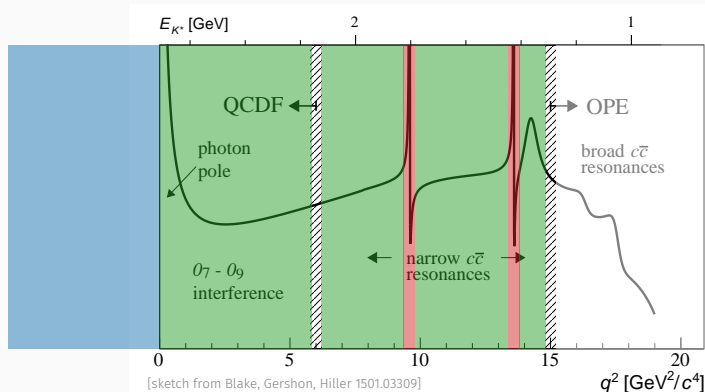 E_K* [GeV]
2
1
QCDF
OPE
photon
pole
broad cc̅
resonances
O₇ - O₉
interference
narrow cc̅
resonances
0
5
10
15
20
[sketch from Blake, Gershon, Hiller 1501.03309]
q² [GeV²/c⁴]